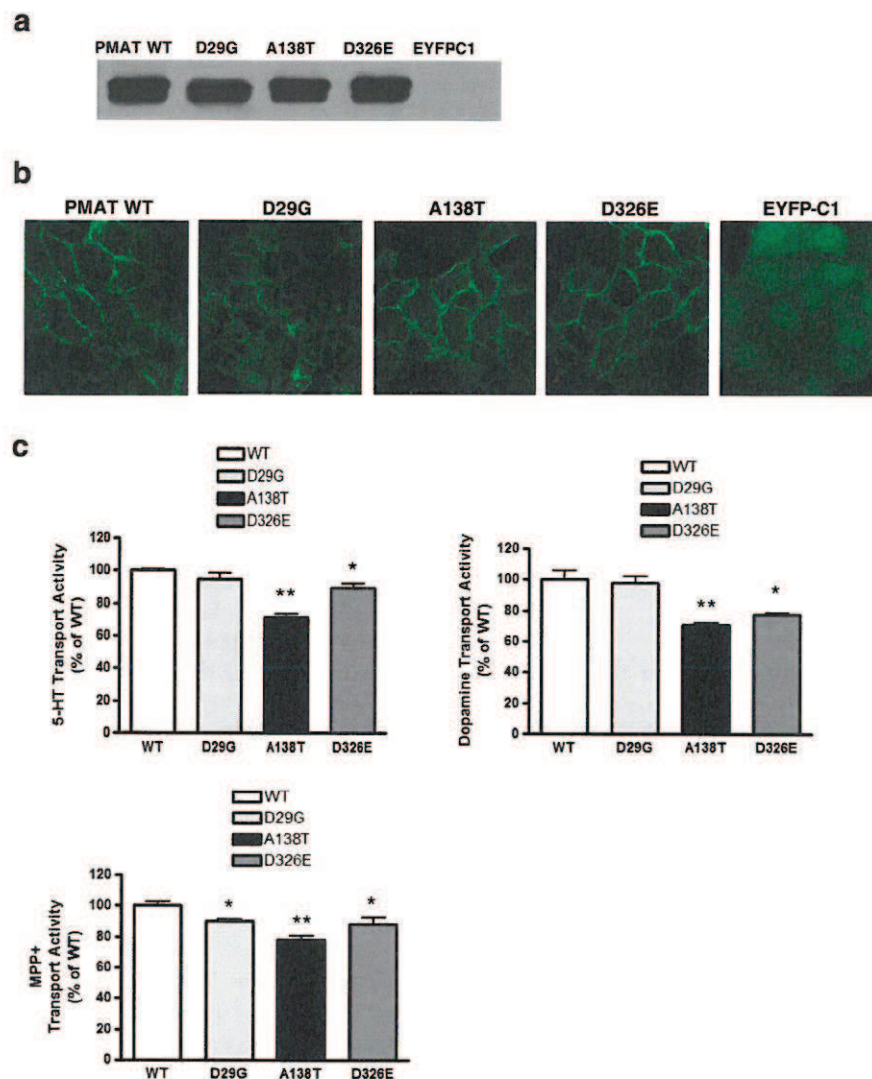 a
PMAT WT D29G A138T D326E EYFPC1
b
PMAT WT D29G A138T D326E EYFP-C1
c
WT
D29G
A138T
D326E
5-HT Transport Activity
(% of WT)
120
100
80
60
40
20
0
*
**
WT D29G A138T D326E
WT
D29G
A138T
D326E
Dopamine Transport Activity
(% of WT)
120
100
80
60
40
20
0
**
*
WT D29G A138T D326E
WT
D29G
A138T
D326E
MPP+
Transport Activity
(% of WT)
120
100
80
60
40
20
0
* ** *
WT D29G A138T D326E